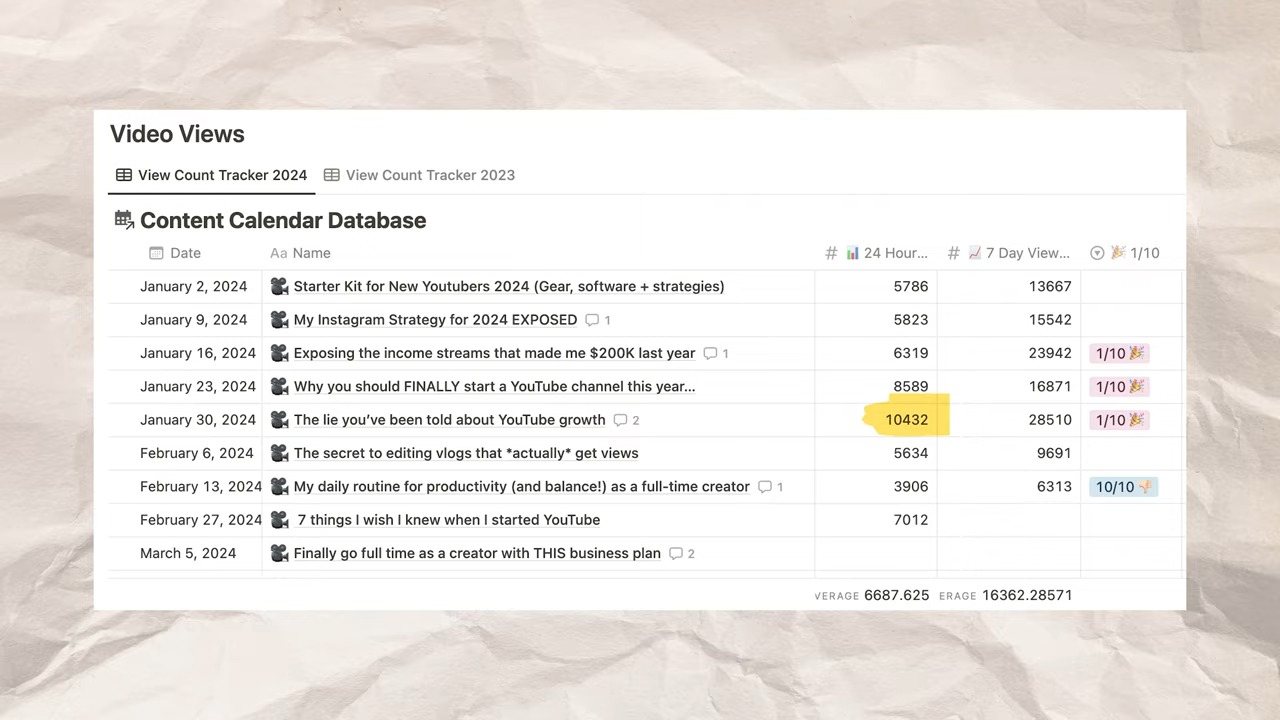 Video Views
View Count Tracker 2024 View Count Tracker 2023
Content Calendar Database
Date Aa Name # 24 Hour... # 7 Day View... 1/10
January 2, 2024 Starter Kit for New Youtubers 2024 (Gear, software + strategies) 5786 13667
January 9, 2024 My Instagram Strategy for 2024 EXPOSED 1 5823 15542
January 16, 2024 Exposing the income streams that made me $200K last year 1 6319 23942 1/10
January 23, 2024 Why you should FINALLY start a YouTube channel this year... 8589 16871 1/10
January 30, 2024 The lie you’ve been told about YouTube growth 2 10432 28510 1/10
February 6, 2024 The secret to editing vlogs that *actually* get views 5634 9691
February 13, 2024 My daily routine for productivity (and balance!) as a full-time creator 1 3906 6313 10/10
February 27, 2024 7 things I wish I knew when I started YouTube 7012
March 5, 2024 Finally go full time as a creator with THIS business plan 2
VERAGE 6687.625 ERAGE 16362.28571